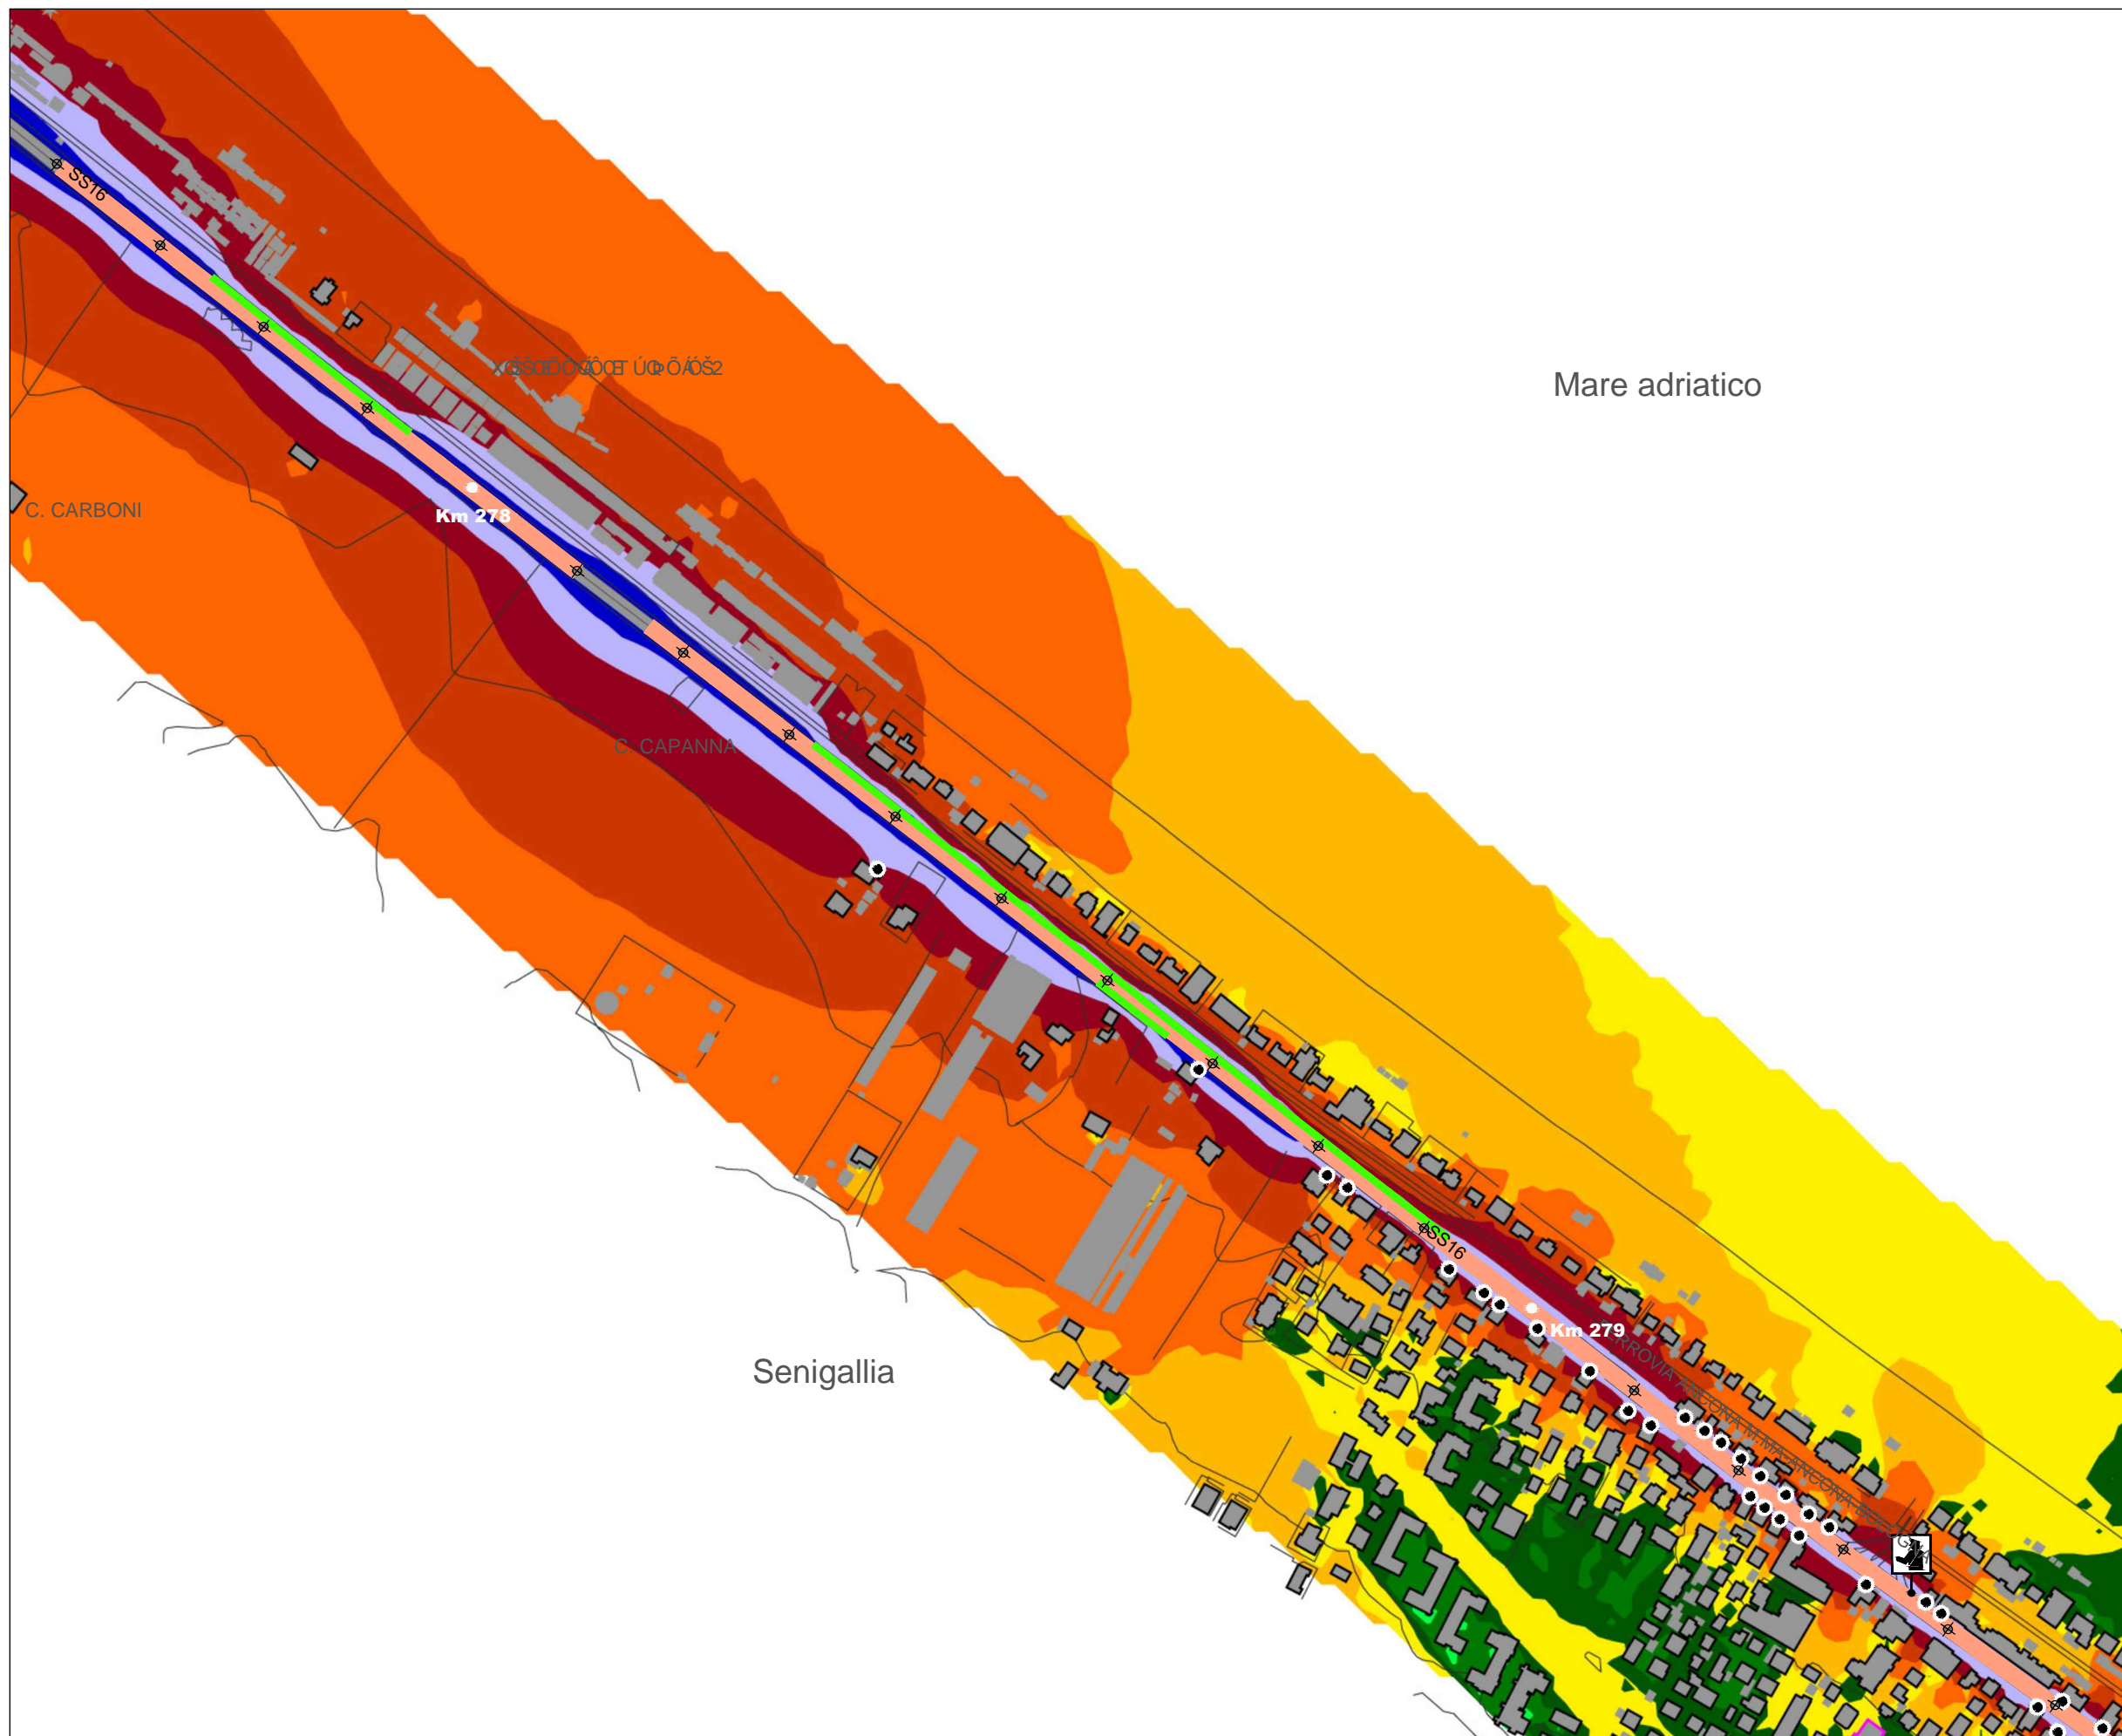 SS16
Mare adriatico
C. CARBONI
Km 278
C. CAPANNA
SS16
Km 279
Senigallia